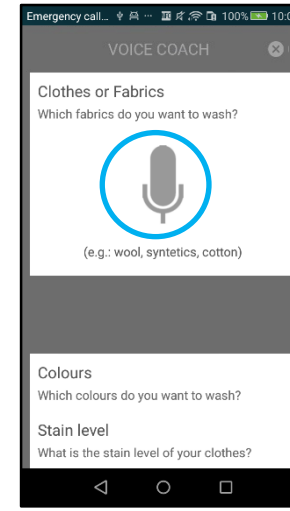 Emergency call... ... 100% 10:0
VOICE COACH
Clothes or Fabrics
Which fabrics do you want to wash?
(e.g.: wool, syntetics, cotton)
Colours
Which colours do you want to wash?
Stain level
What is the stain level of your clothes?